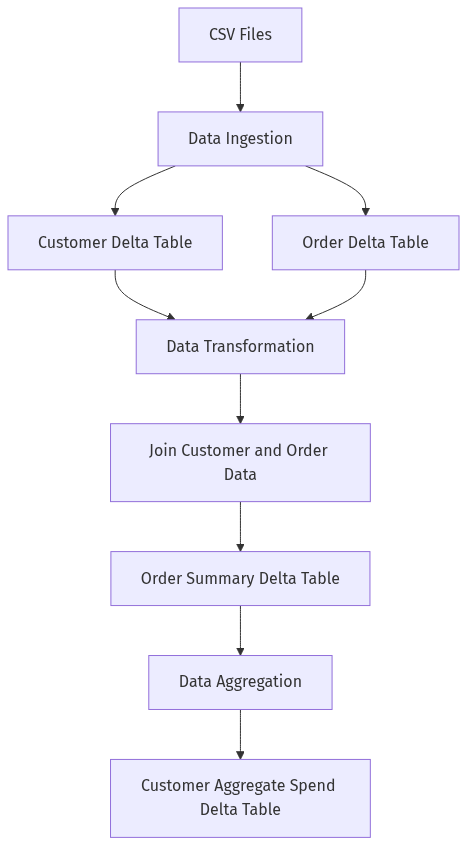 CSV Files
Data Ingestion
Customer Delta Table
Order Delta Table
Data Transformation
Join Customer and Order
Data
Order Summary Delta Table
Data Aggregation
Customer Aggregate Spend
Delta Table